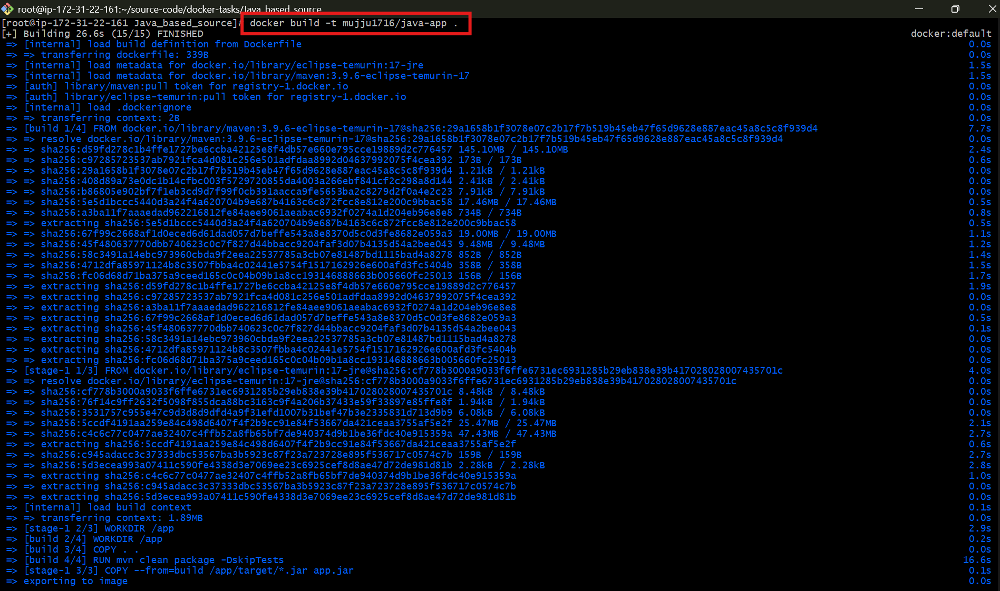 root@ip-172-31-22-161:~/source-code/docker-tasks/Java_based_source
[root@ip-172-31-22-161 Java_based_source]# docker build -t mujju1716/java-app .
[+] Building 26.6s (15/15) FINISHED docker:default
=> [internal] load build definition from Dockerfile 0.0s
=> => transferring dockerfile: 339B 0.0s
=> [internal] load metadata for docker.io/library/eclipse-temurin:17-jre 1.5s
=> [internal] load metadata for docker.io/library/maven:3.9.6-eclipse-temurin-17 1.5s
=> [auth] library/maven:pull token for registry-1.docker.io 0.0s
=> [auth] library/eclipse-temurin:pull token for registry-1.docker.io 0.0s
=> [internal] load .dockerignore 0.0s
=> => transferring context: 2B 0.0s
=> [build 1/4] FROM docker.io/library/maven:3.9.6-eclipse-temurin-17@sha256:29a1658b1f3078e07c2b17f7b519b45eb47f65d9628e887eac45a8c5c8f939d4 7.7s
=> => resolve docker.io/library/maven:3.9.6-eclipse-temurin-17@sha256:29a1658b1f3078e07c2b17f7b519b45eb47f65d9628e887eac45a8c5c8f939d4 0.0s
=> => sha256:d59fd278c1b4ffe1727be6ccba42125e8f4db57e660e795cce19889d2c776457 145.10MB / 145.10MB 2.4s
=> => sha256:c97285723537ab7921fca4d081c256e501adfdaa8992d04637992075f4cea392 173B / 173B 0.6s
=> => sha256:29a1658b1f3078e07c2b17f7b519b45eb47f65d9628e887eac45a8c5c8f939d4 1.21kB / 1.21kB 0.0s
=> => sha256:408d89a73e0dc1b14cfbc003f5729720855da4003a266ebf841cf2c298a8d144 2.41kB / 2.41kB 0.0s
=> => sha256:b86805e902bf7f1eb3cd9d7f99f0cb391aacca9fe5653ba2c8279d2f0a4e2c23 7.91kB / 7.91kB 0.0s
=> => sha256:5e5d1bccc5440d3a24f4a620704b9e687b4163c6c872fcc8e812e200c9bbac58 17.46MB / 17.46MB 0.5s
=> => sha256:a3ba11f7aaaedad962216812fe84aee9061aeabac6932f0274a1d204eb96e8e8 734B / 734B 0.8s
=> => extracting sha256:5e5d1bccc5440d3a24f4a620704b9e687b4163c6c872fcc8e812e200c9bbac58 0.5s
=> => sha256:67f99c2668af1d0eced6d61dad057d7beffe543a8e8370d5c0d3fe8682e059a3 19.00MB / 19.00MB 1.1s
=> => sha256:45f480637770dbb740623c0c7f827d44bbacc9204faf3d07b4135d54a2bee043 9.48MB / 9.48MB 1.2s
=> => sha256:58c3491a14ebc973960cbda9f2eea22537785a3cb07e81487bd1115bad4a8278 852B / 852B 1.4s
=> => sha256:4712dfa85971124b8c3507fbba4c02441e5754f1517162926e600afd3fc5404b 358B / 358B 1.5s
=> => sha256:fc06d68d71ba375a9ceed165c0c04b09b1a8cc193146888663b005660fc25013 156B / 156B 1.7s
=> => extracting sha256:d59fd278c1b4ffe1727be6ccba42125e8f4db57e660e795cce19889d2c776457 1.9s
=> => extracting sha256:c97285723537ab7921fca4d081c256e501adfdaa8992d04637992075f4cea392 0.0s
=> => extracting sha256:a3ba11f7aaaedad962216812fe84aee9061aeabac6932f0274a1d204eb96e8e8 0.0s
=> => extracting sha256:67f99c2668af1d0eced6d61dad057d7beffe543a8e8370d5c0d3fe8682e059a3 0.5s
=> => extracting sha256:45f480637770dbb740623c0c7f827d44bbacc9204faf3d07b4135d54a2bee043 0.1s
=> => extracting sha256:58c3491a14ebc973960cbda9f2eea22537785a3cb07e81487bd1115bad4a8278 0.0s
=> => extracting sha256:4712dfa85971124b8c3507fbba4c02441e5754f1517162926e600afd3fc5404b 0.0s
=> => extracting sha256:fc06d68d71ba375a9ceed165c0c04b09b1a8cc193146888663b005660fc25013 0.0s
=> [stage-1 1/3] FROM docker.io/library/eclipse-temurin:17-jre@sha256:cf778b3000a9033f6ffe6731ec6931285b29eb838e39b417028028007435701c 4.0s
=> => resolve docker.io/library/eclipse-temurin:17-jre@sha256:cf778b3000a9033f6ffe6731ec6931285b29eb838e39b417028028007435701c 0.0s
=> => sha256:cf778b3000a9033f6ffe6731ec6931285b29eb838e39b417028028007435701c 8.48kB / 8.48kB 0.0s
=> => sha256:76f14c9ff2632f5098f855dca88bc3163c9f4a206b37433e59f33897e85ffe8f 1.94kB / 1.94kB 0.0s
=> => sha256:3531757c955e47c9d3d8d9dfd4a9f31efd1007b31bef47b3e2335831d713d9b9 6.08kB / 6.08kB 0.0s
=> => sha256:5ccdf4191aa259e84c498d6407f4f2b9cc91e84f53667da421ceaa3755af5e2f 25.47MB / 25.47MB 2.1s
=> => sha256:c4c6c77c0477ae32407c4ffb52a8fb65bf7de940374d9b1be36fdc40e915359a 47.43MB / 47.43MB 2.7s
=> => extracting sha256:5ccdf4191aa259e84c498d6407f4f2b9cc91e84f53667da421ceaa3755af5e2f 0.6s
=> => sha256:c945adacc3c37333dbc53567ba3b5923c87f23a723728e895f536717c0574c7b 159B / 159B 2.7s
=> => sha256:5d3ecea993a07411c590fe4338d3e7069ee23c6925cef8d8ae47d72de981d81b 2.28kB / 2.28kB 2.8s
=> => extracting sha256:c4c6c77c0477ae32407c4ffb52a8fb65bf7de940374d9b1be36fdc40e915359a 1.0s
=> => extracting sha256:c945adacc3c37333dbc53567ba3b5923c87f23a723728e895f536717c0574c7b 0.0s
=> => extracting sha256:5d3ecea993a07411c590fe4338d3e7069ee23c6925cef8d8ae47d72de981d81b 0.0s
=> [internal] load build context 0.1s
=> => transferring context: 1.89MB 0.0s
=> [stage-1 2/3] WORKDIR /app 2.9s
=> [build 2/4] WORKDIR /app 0.2s
=> [build 3/4] COPY . . 0.0s
=> [build 4/4] RUN mvn clean package -DskipTests 16.6s
=> [stage-1 3/3] COPY --from=build /app/target/*.jar app.jar 0.1s
=> exporting to image 0.0s